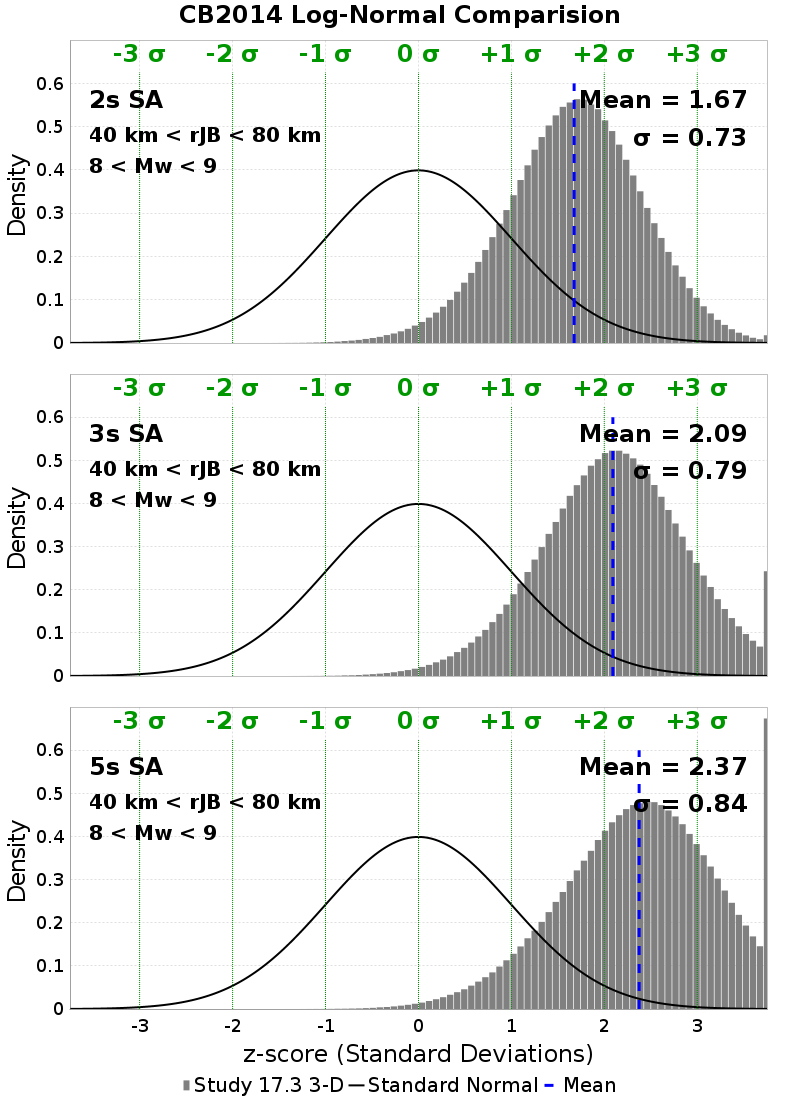 CB2014 Log-Normal Comparision
-3 σ -2 σ -1 σ 0 σ +1 σ +2 σ +3 σ
0.6
2s SA
Mean = 1.67
0.5
40 km < rJB < 80 km
σ = 0.73
8 < Mw < 9
0.4
Density
0.3
0.2
0.1
0
-3 σ -2 σ -1 σ 0 σ +1 σ +2 σ +3 σ
0.6
3s SA
Mean = 2.09
0.5
40 km < rJB < 80 km
σ = 0.79
8 < Mw < 9
0.4
Density
0.3
0.2
0.1
0
-3 σ -2 σ -1 σ 0 σ +1 σ +2 σ +3 σ
0.6
5s SA
Mean = 2.37
0.5
40 km < rJB < 80 km
σ = 0.84
8 < Mw < 9
0.4
Density
0.3
0.2
0.1
0
-3 -2 -1 0 1 2 3
z-score (Standard Deviations)
Study 17.3 3-D Standard Normal Mean